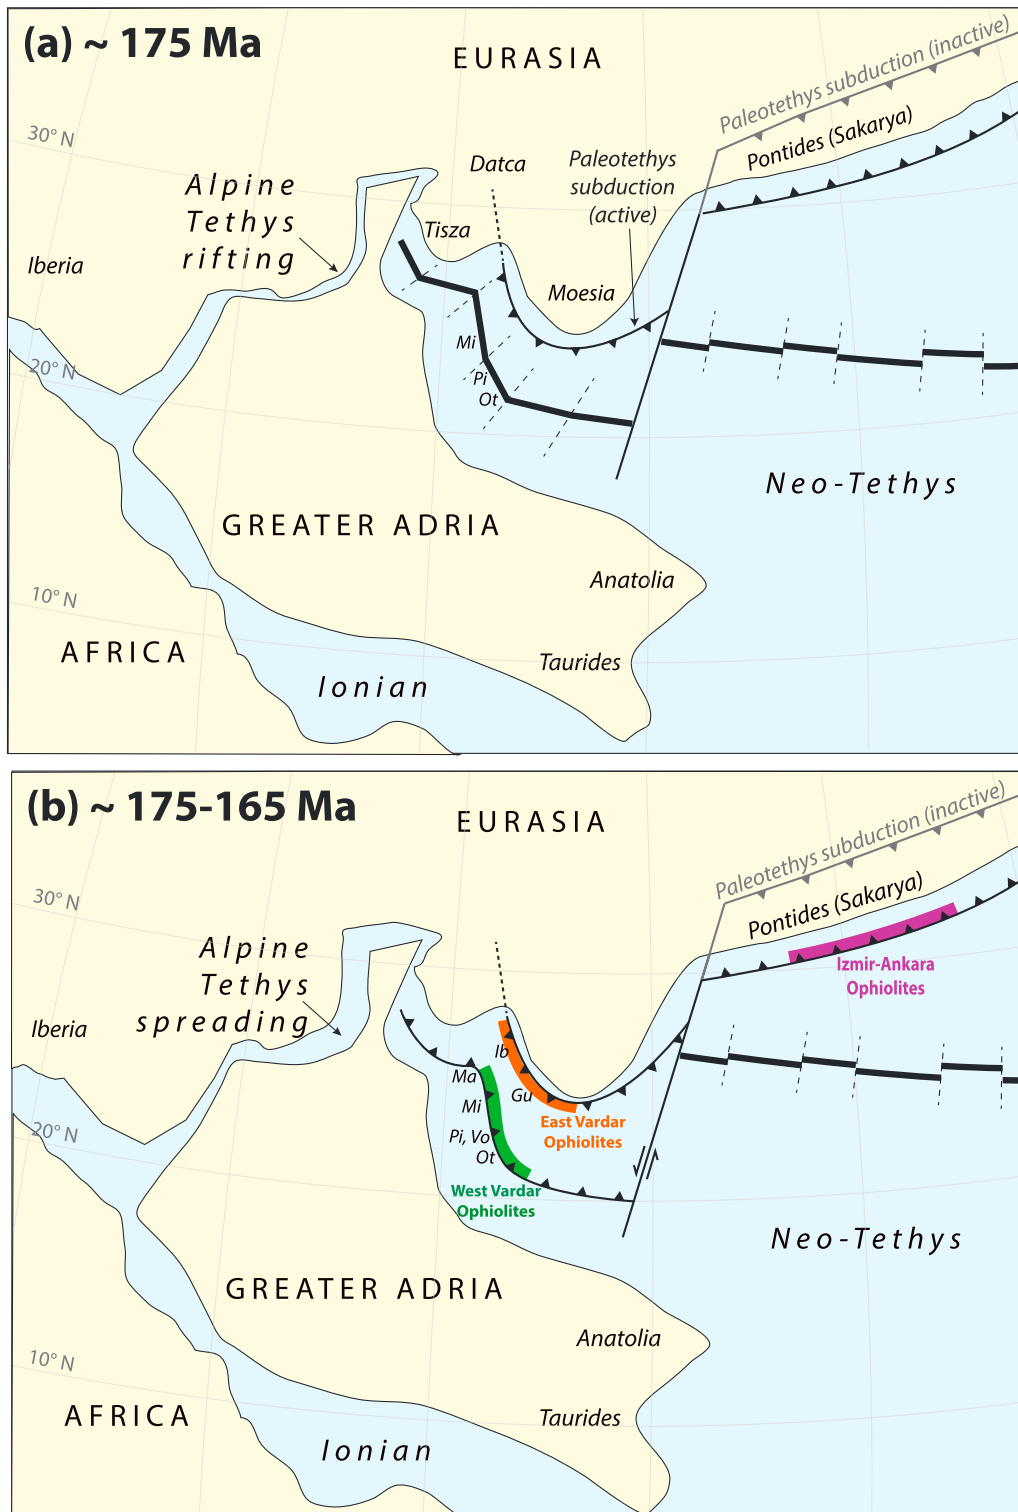 (a) ~ 175 Ma
EURASIA
Paleotethys subduction (inactive)
Pontides (Sakarya)
30° N
Datca
Paleotethys
subduction
(active)
Alpine
Tethys
rifting
Tisza
Iberia
Moesia
Mi
20° N
Pi
Ot
Neo-Tethys
GREATER ADRIA
Anatolia
10° N
AFRICA
Taurides
Ionian
(b) ~ 175-165 Ma
EURASIA
Paleotethys subduction (inactive)
Pontides (Sakarya)
30° N
Alpine
Tethys
spreading
Izmir-Ankara
Ophiolites
Iberia
Ib
Ma
Gu
Mi
East Vardar
Ophiolites
20° N
Pi, Vo
Ot
West Vardar
Ophiolites
Neo-Tethys
GREATER ADRIA
Anatolia
10° N
AFRICA
Taurides
Ionian